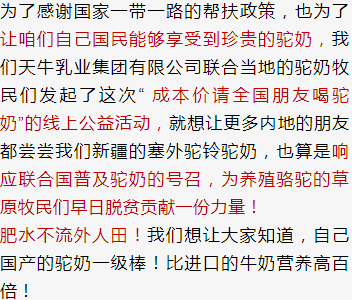 为了感谢国家一带一路的帮扶政策，也为了
让咱们自己国民能够享受到珍贵的驼奶，我
们天牛乳业集团有限公司联合当地的驼奶牧
民们发起了这次“ 成本价请全国朋友喝驼
奶”的线上公益活动，就想让更多内地的朋友
都尝尝我们新疆的塞外驼铃驼奶，也算是响
应联合国普及驼奶的号召，为养殖骆驼的草
原牧民们早日脱贫贡献一份力量！
肥水不流外人田！我们想让大家知道，自己
国产的驼奶一级棒！比进口的牛奶营养高百
倍！